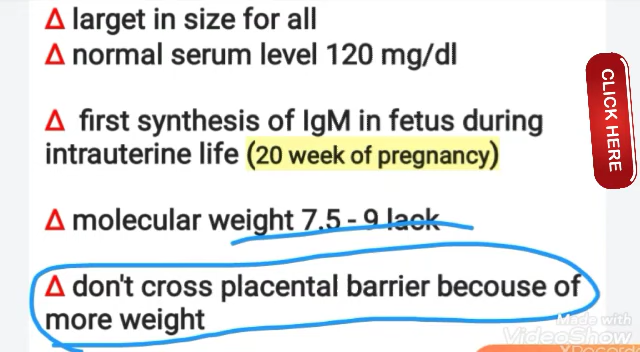 Δ larget in size for all
Δ normal serum level 120 mg/dl
Δ first synthesis of IgM in fetus during
intrauterine life (20 week of pregnancy)
Δ molecular weight 7.5 - 9 lack
Δ don't cross placental barrier becouse of
more weight
CLICK HERE
Made with
VideoShow